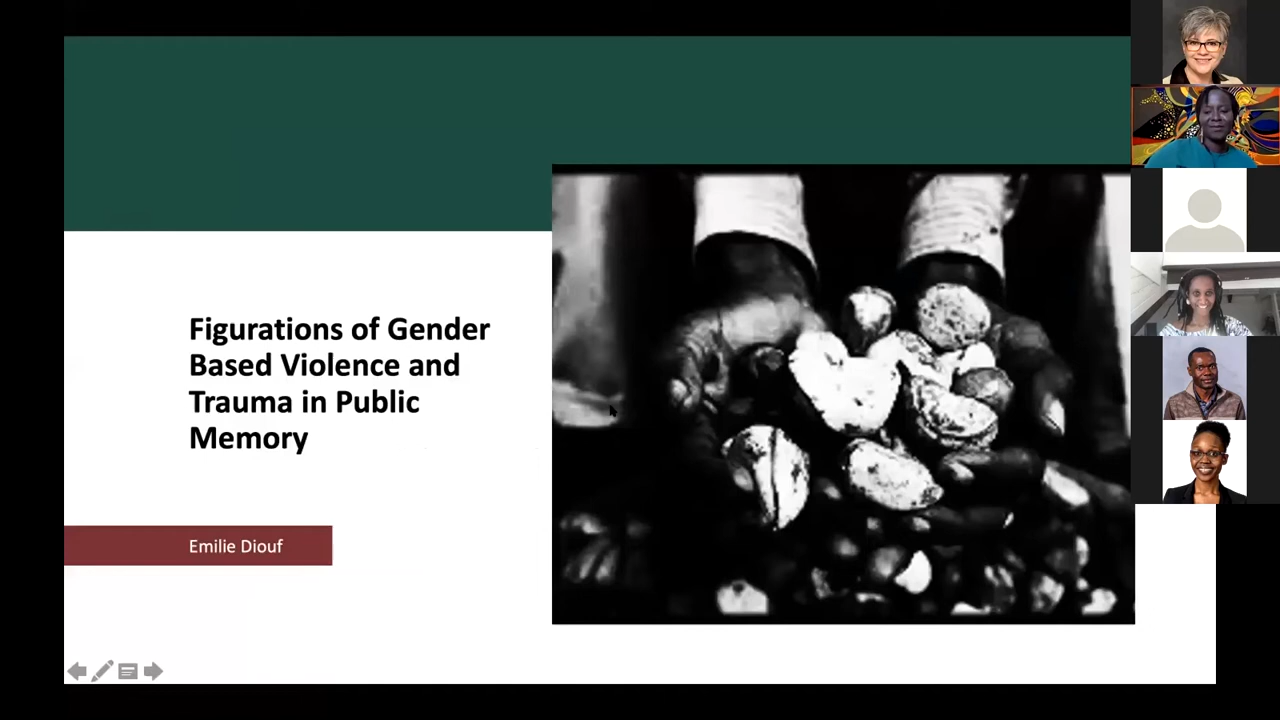 Figurations of Gender
Based Violence and
Trauma in Public
Memory
Emilie Diouf